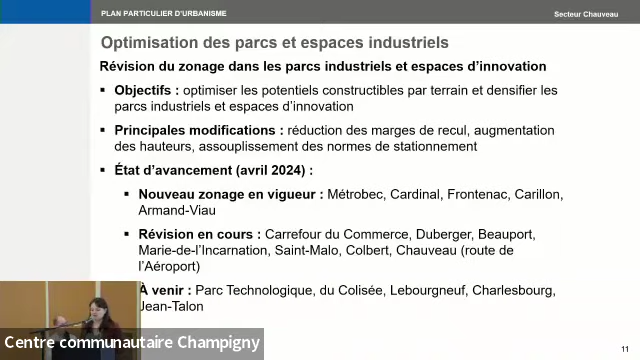 PLAN PARTICULIER D'URBANISME
Secteur Chauveau
Optimisation des parcs et espaces industriels
Révision du zonage dans les parcs industriels et espaces d'innovation
▪ Objectifs : optimiser les potentiels constructibles par terrain et densifier les
parcs industriels et espaces d'innovation
▪ Principales modifications : réduction des marges de recul, augmentation
des hauteurs, assouplissement des normes de stationnement
▪ État d'avancement (avril 2024) :
▪ Nouveau zonage en vigueur : Métrobec, Cardinal, Frontenac, Carillon,
Armand-Viau
▪ Révision en cours : Carrefour du Commerce, Duberger, Beauport,
Marie-de-l'Incarnation, Saint-Malo, Colbert, Chauveau (route de
l'Aéroport)
À venir : Parc Technologique, du Colisée, Lebourgneuf, Charlesbourg,
Jean-Talon
Centre communautaire Champigny
11